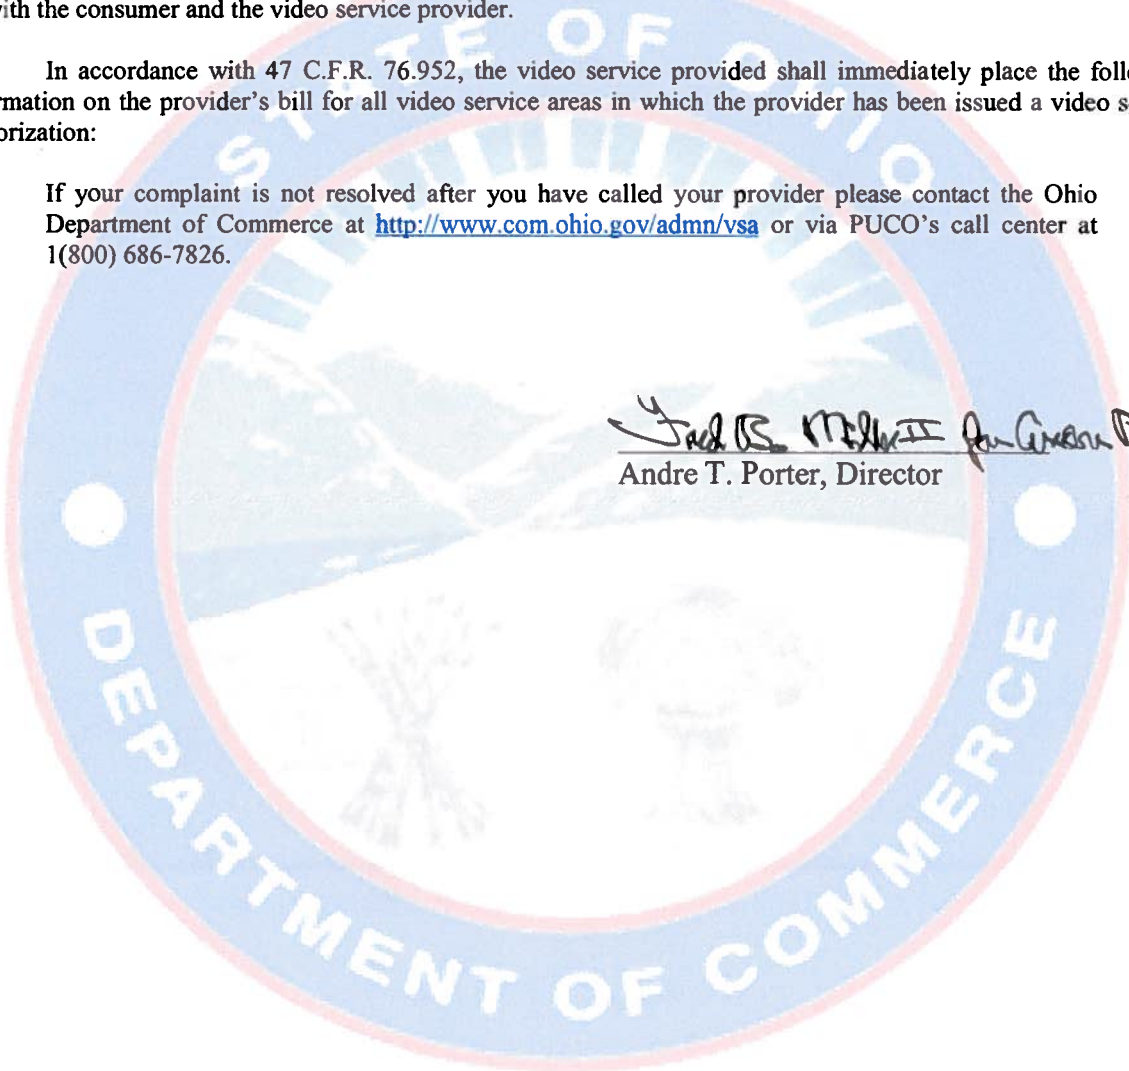 ith the consumer and the video service provider.
In accordance with 47 C.F.R. 76.952, the video service provided shall immediately place the foll
rmation on the provider's bill for all video service areas in which the provider has been issued a video s
orization:
If your complaint is not resolved after you have called your provider please contact the Ohio
Department of Commerce at http://www.com.ohio.gov/admn/vsa or via PUCO's call center at
1(800) 686-7826.
Andre T. Porter, Director
STATE OF OHIO
DEPARTMENT OF COMMERCE